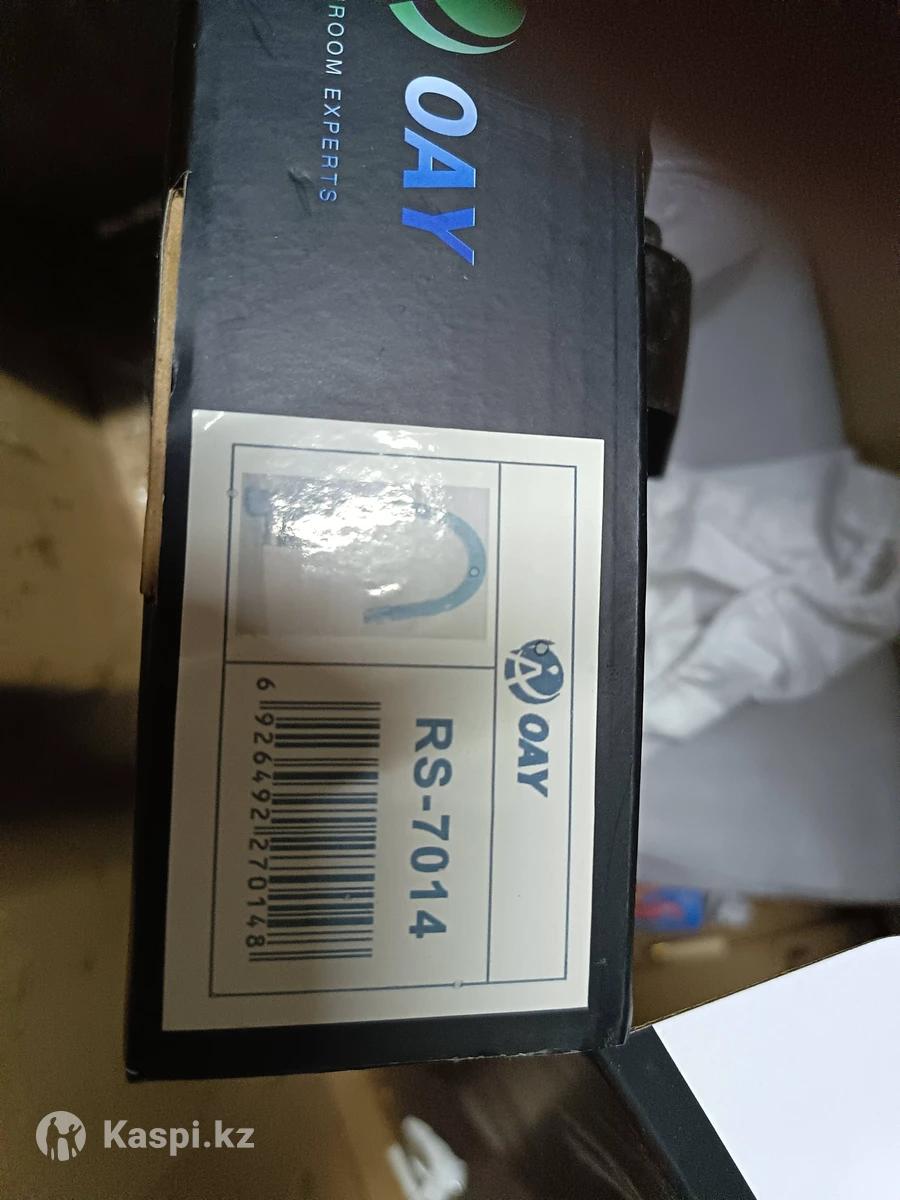 OAY
ROOM EXPERTS
OAY
RS-7014
6 926492 270148
Kaspi.kz